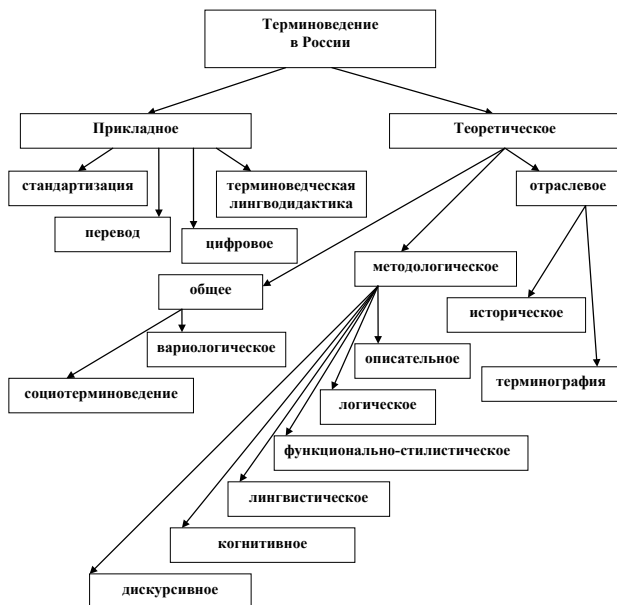 Терминоведение
в России
Прикладное
Теоретическое
стандартизация
терминоведческая
лингводидактика
отраслевое
перевод
цифровое
методологическое
общее
историческое
вариологическое
описательное
социотерминоведение
терминография
логическое
функционально-стилистическое
лингвистическое
когнитивное
дискурсивное